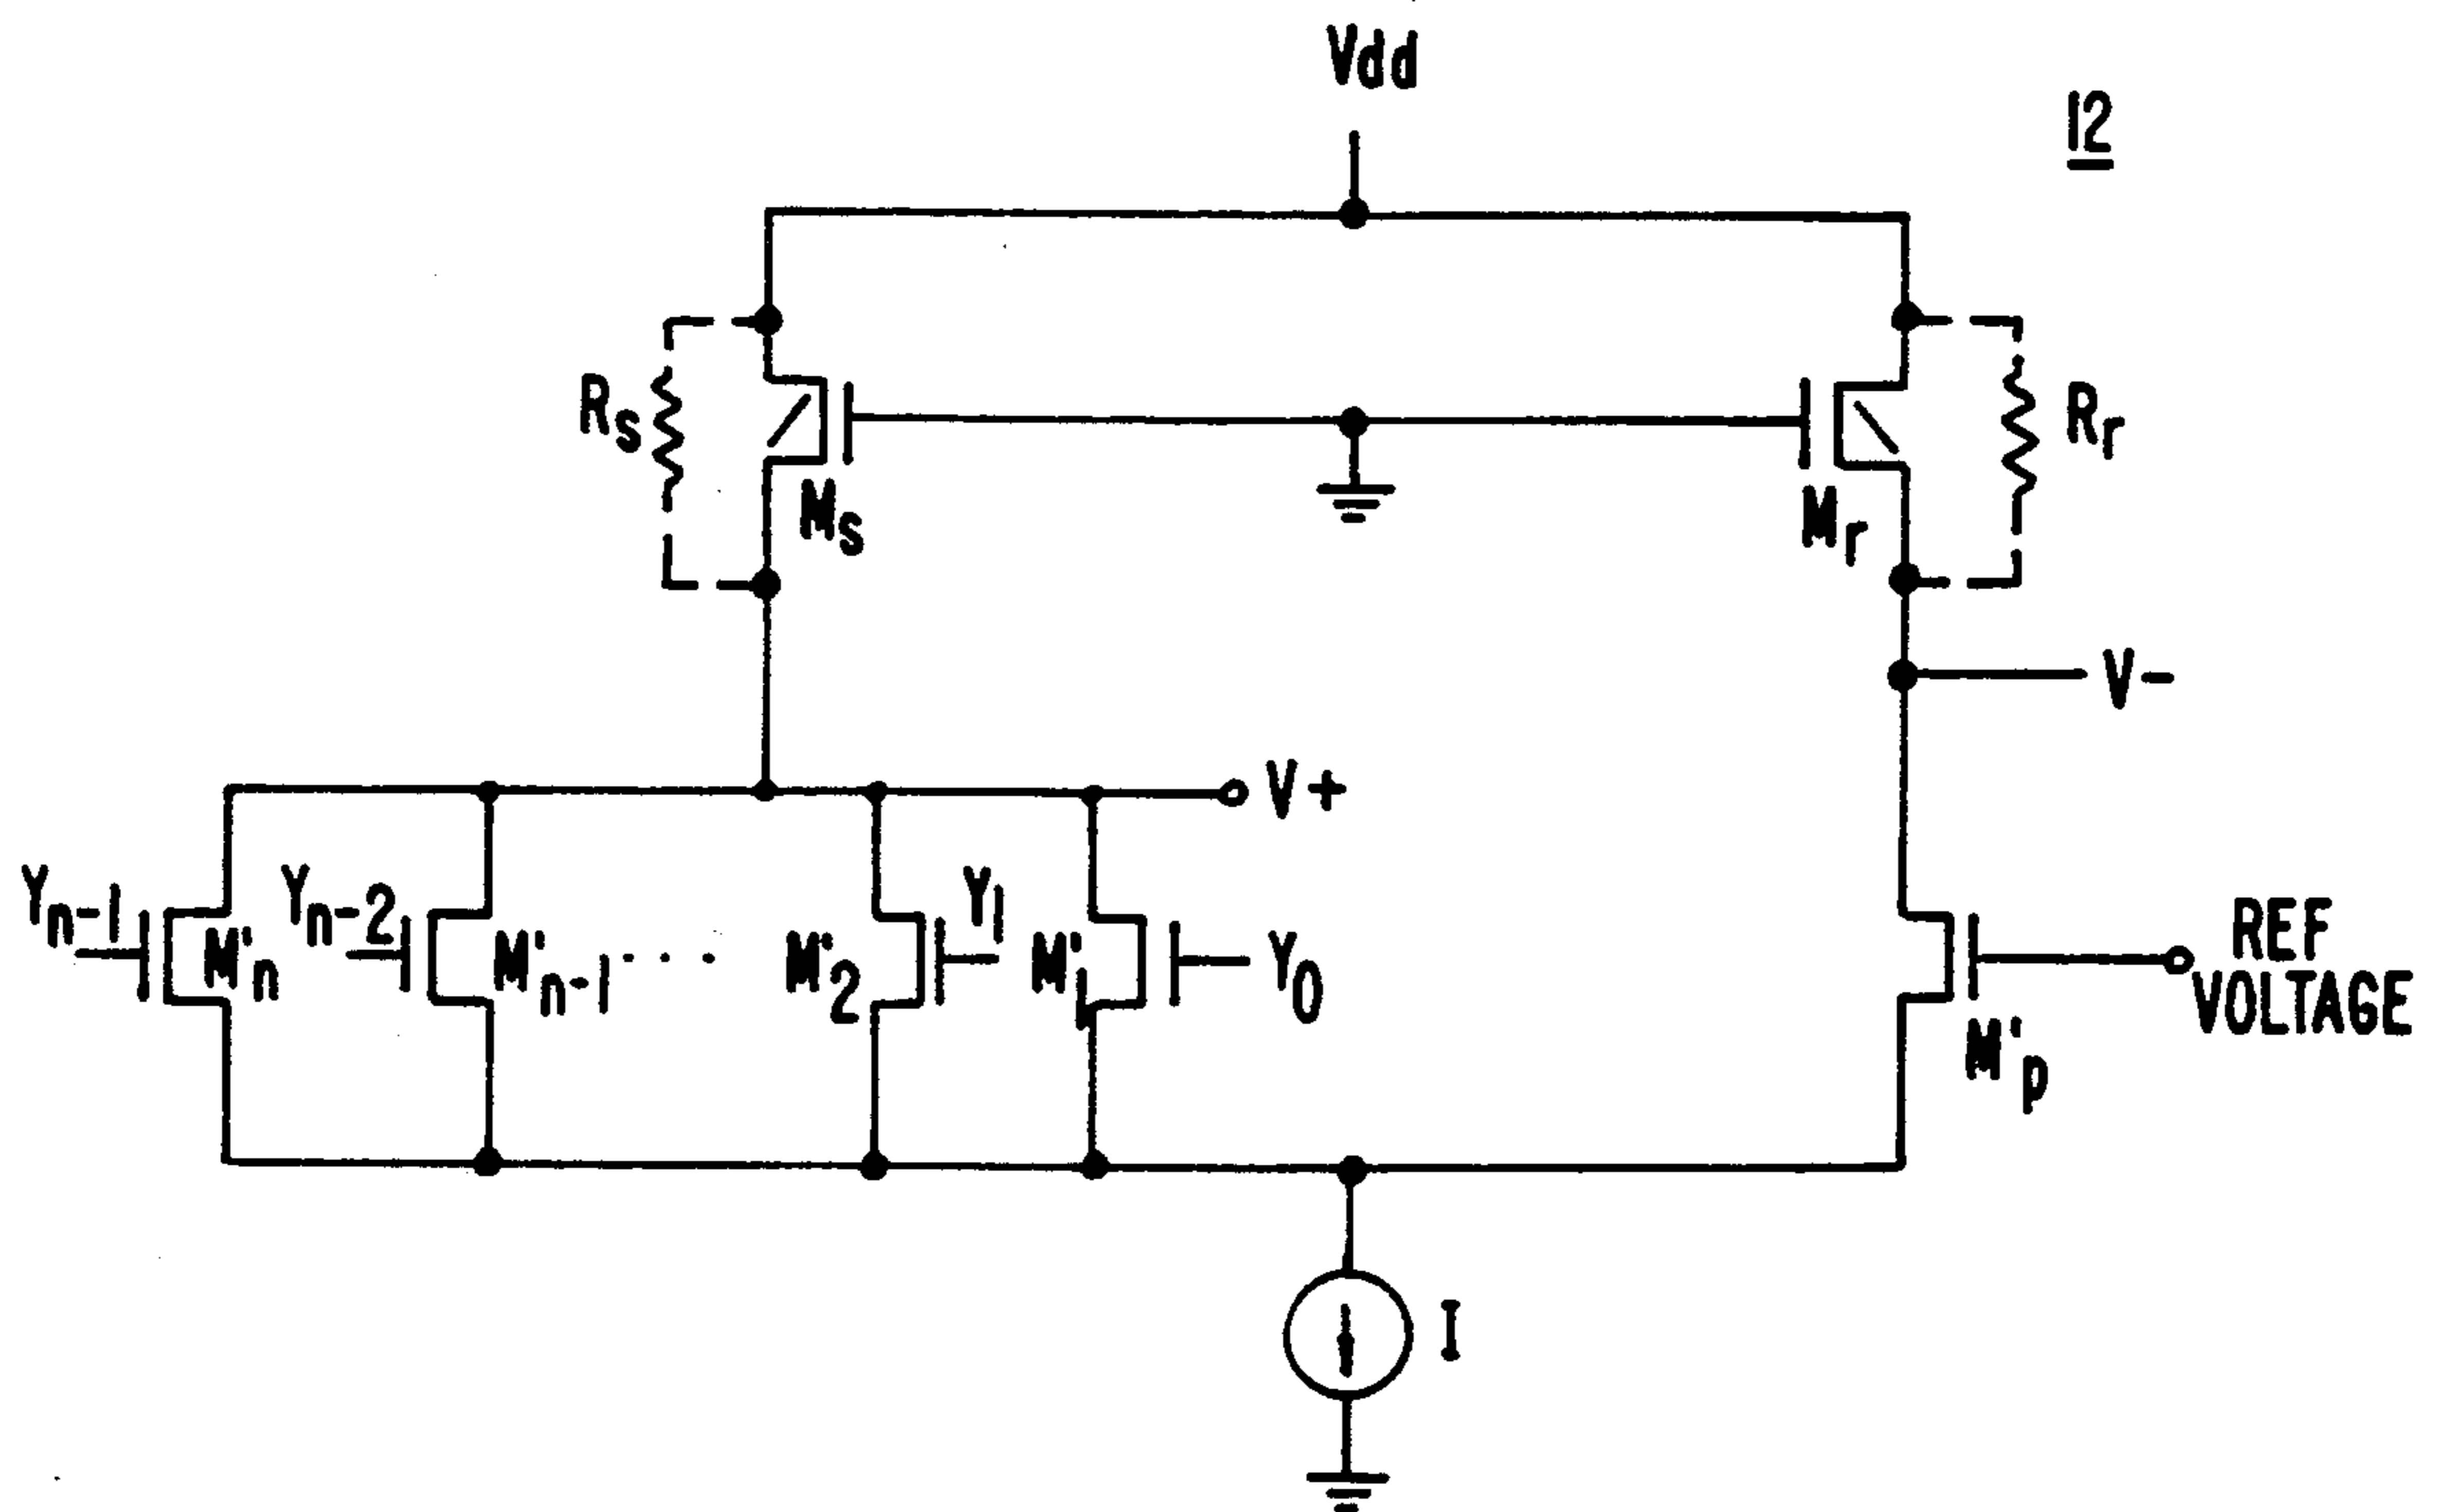 Vdd
12
Rs
Ms
Mr
Rr
V-
V+
Yn-1
M'n
Yn-2
M'n-1
. . . .
M'2
Y1
M'1
Y0
REF
VOLTAGE
M'p
I